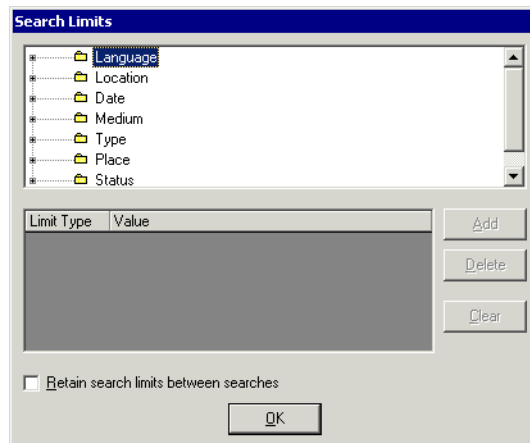 Search Limits
Language
Location
Date
Medium
Type
Place
Status
Limit Type Value
Add
Delete
Clear
Retain search limits between searches
OK